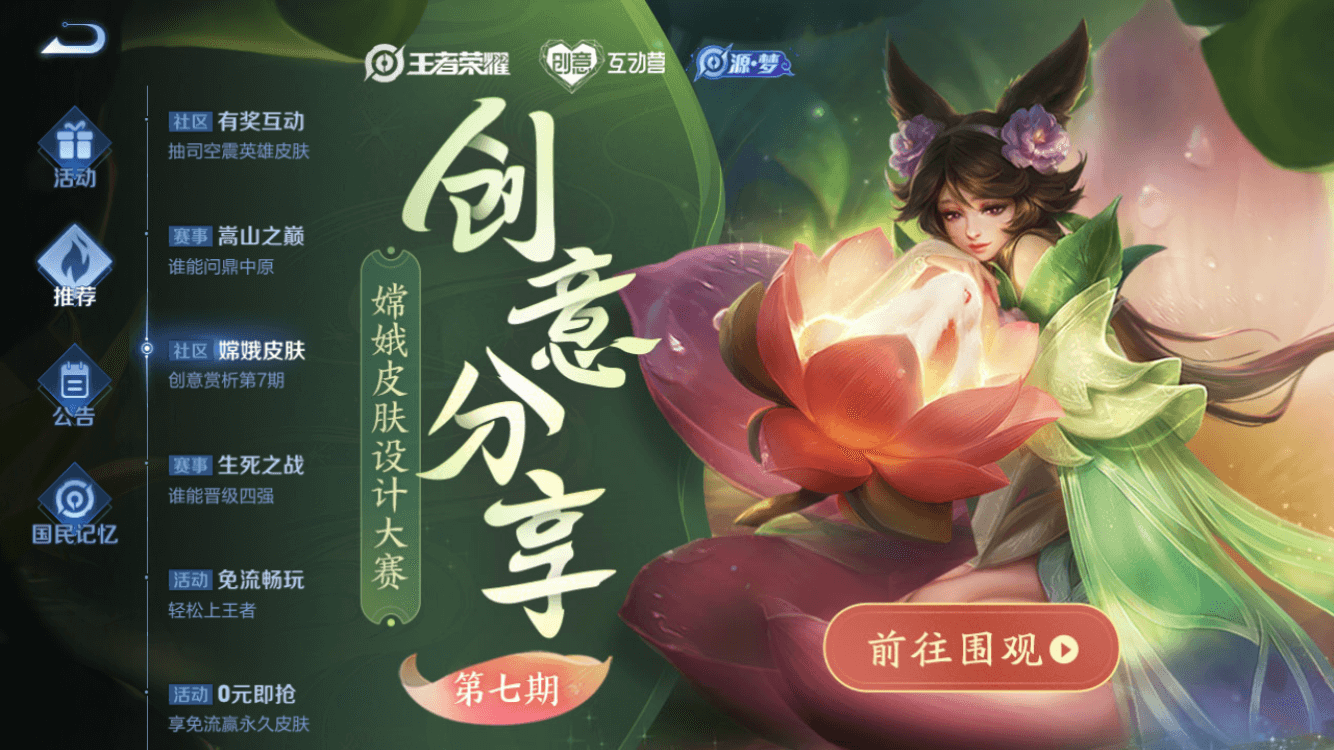 活动
推荐
公告
国民记忆
社区 有奖互动
抽司空震英雄皮肤
赛事 嵩山之巅
谁能问鼎中原
社区 嫦娥皮肤
创意赏析第7期
赛事 生死之战
谁能晋级四强
活动 免流畅玩
轻松上王者
活动 0元即抢
享免流赢永久皮肤
王者荣耀 创意互动营 源·梦
创意分享
嫦娥皮肤设计大赛
第七期
前往围观